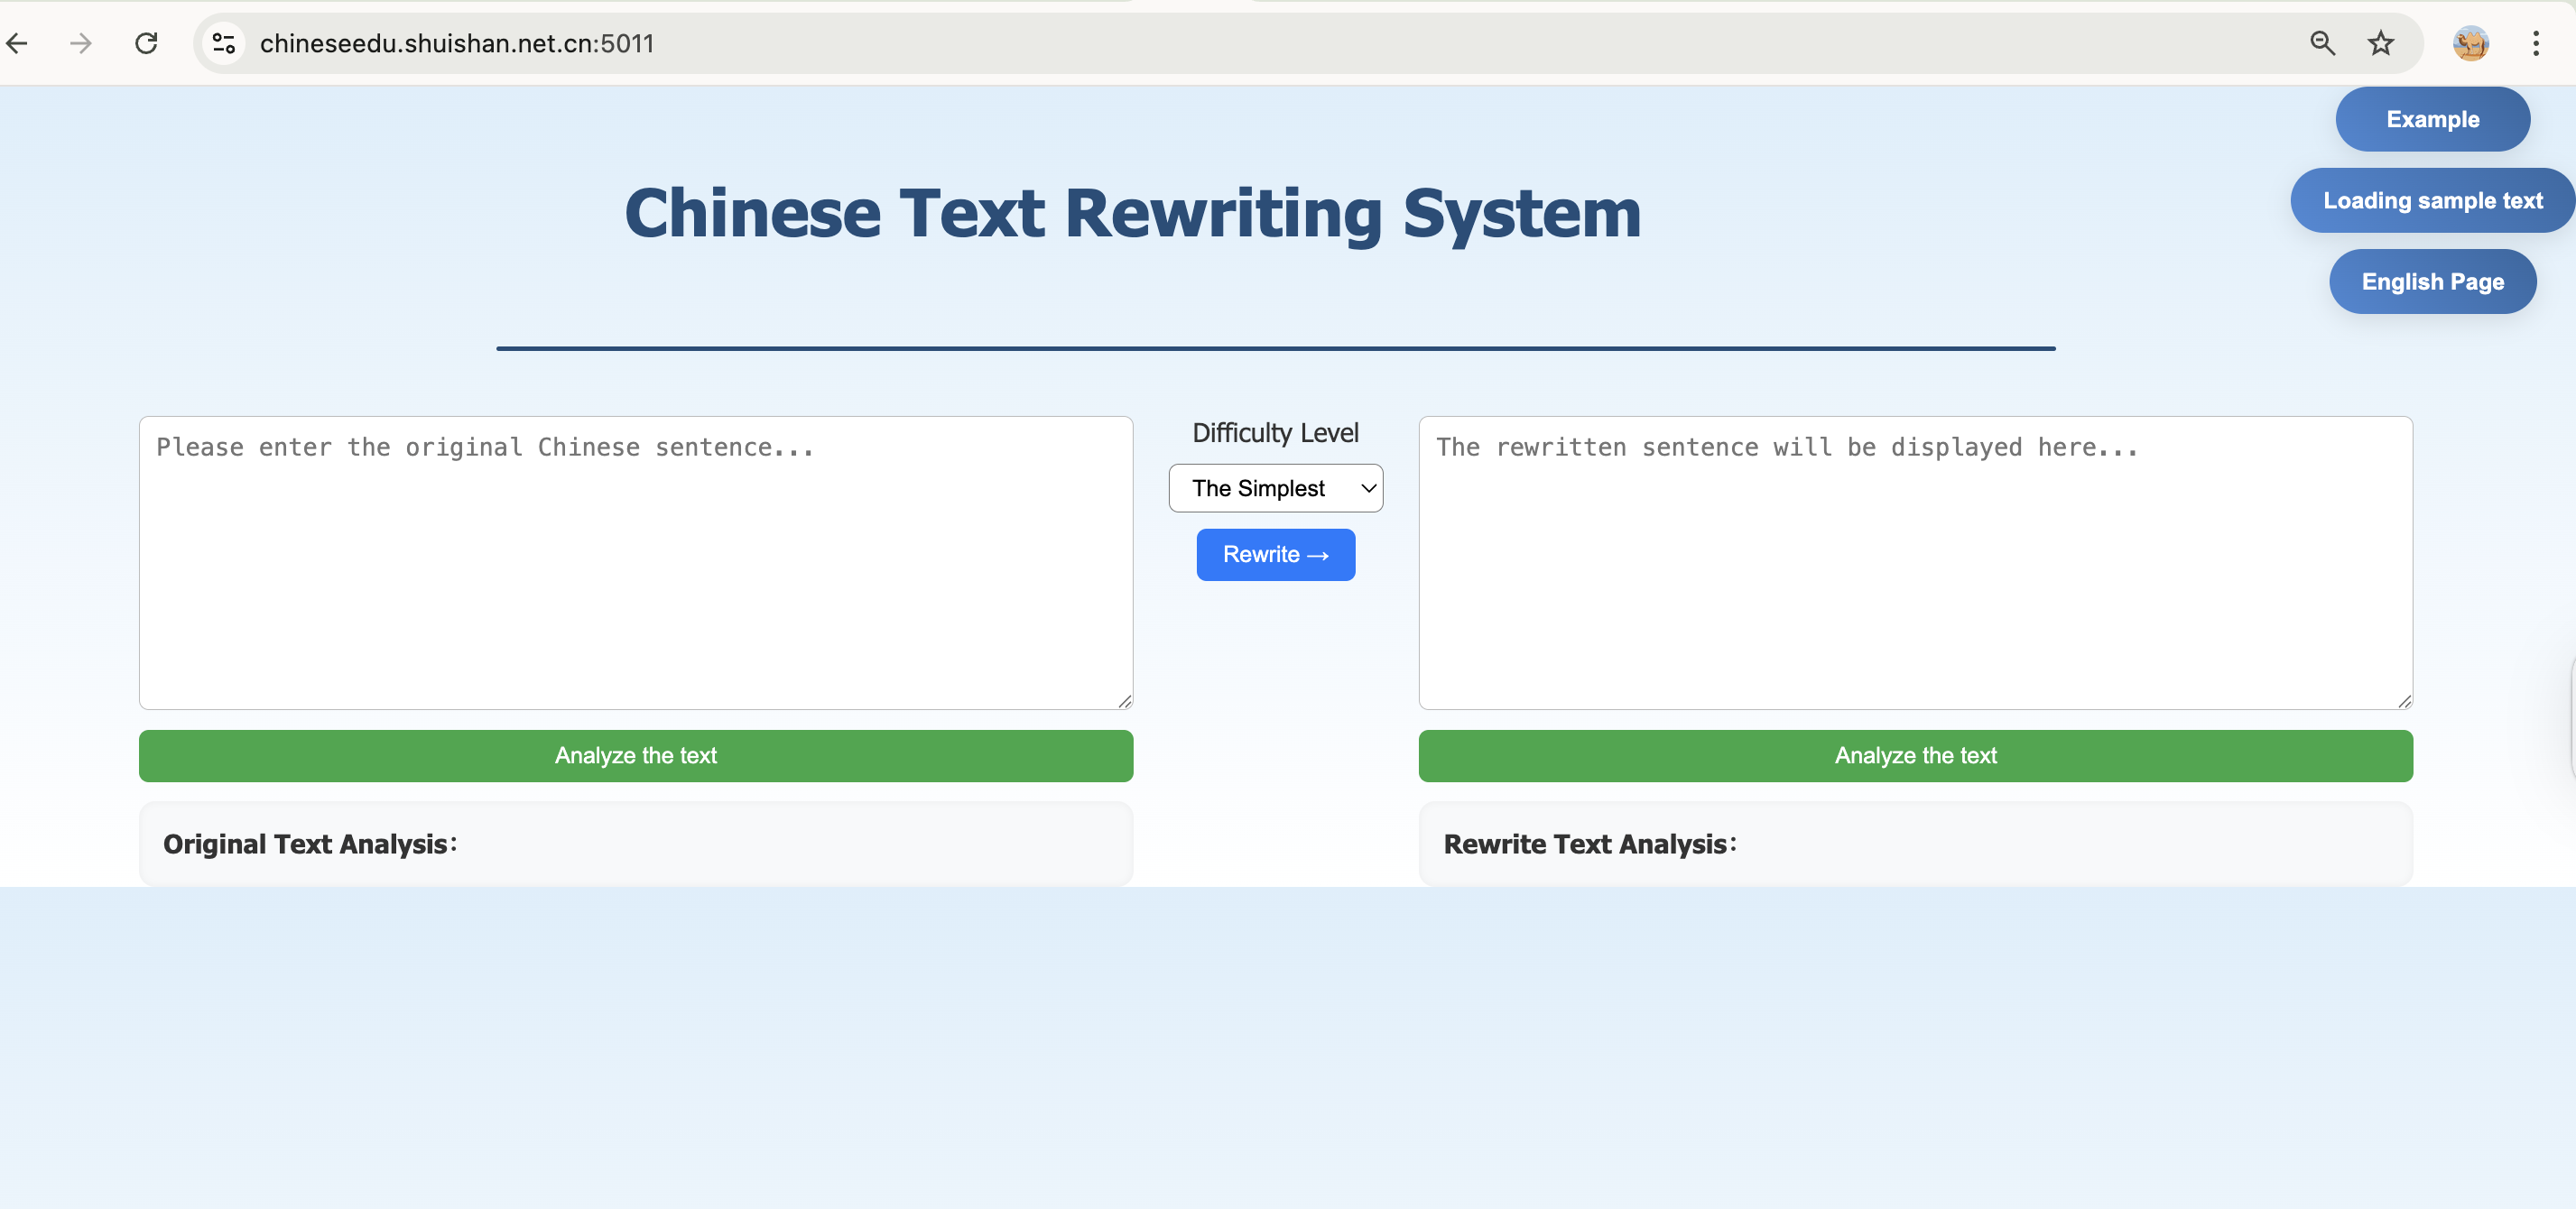 chineseedu.shuishan.net.cn:5011
Example
Chinese Text Rewriting System
Loading sample text
English Page
Please enter the original Chinese sentence...
Difficulty Level
The Simplest
Rewrite →
The rewritten sentence will be displayed here...
Analyze the text
Analyze the text
Original Text Analysis：
Rewrite Text Analysis：